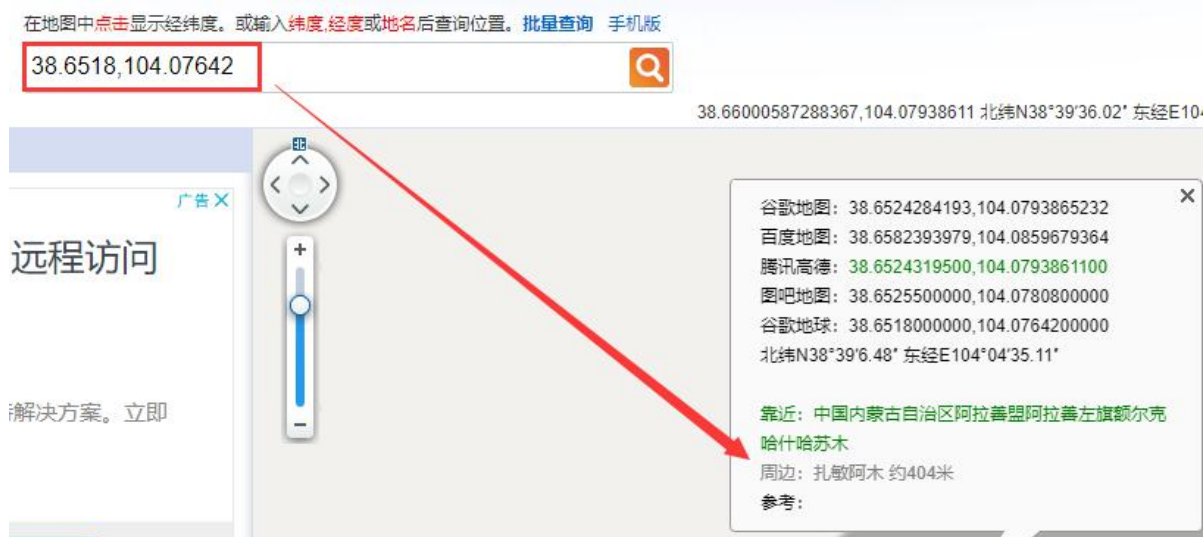 在地图中点击显示经纬度。或输入纬度,经度或地名后查询位置。批量查询 手机版
38.6518,104.07642
38.66000587288367,104.07938611 北纬N38°39′36.02″ 东经E104
北
广告X
远程访问
解决方案。立即
谷歌地图：38.6524284193,104.0793865232
百度地图：38.6582393979,104.0859679364
腾讯高德：38.6524319500,104.0793861100
图吧地图：38.6525500000,104.0780800000
谷歌地球：38.6518000000,104.0764200000
北纬N38°39′6.48″ 东经E104°04′35.11″
靠近：中国内蒙古自治区阿拉善盟阿拉善左旗额尔克
哈什哈苏木
周边：扎敏阿木 约404米
参考：